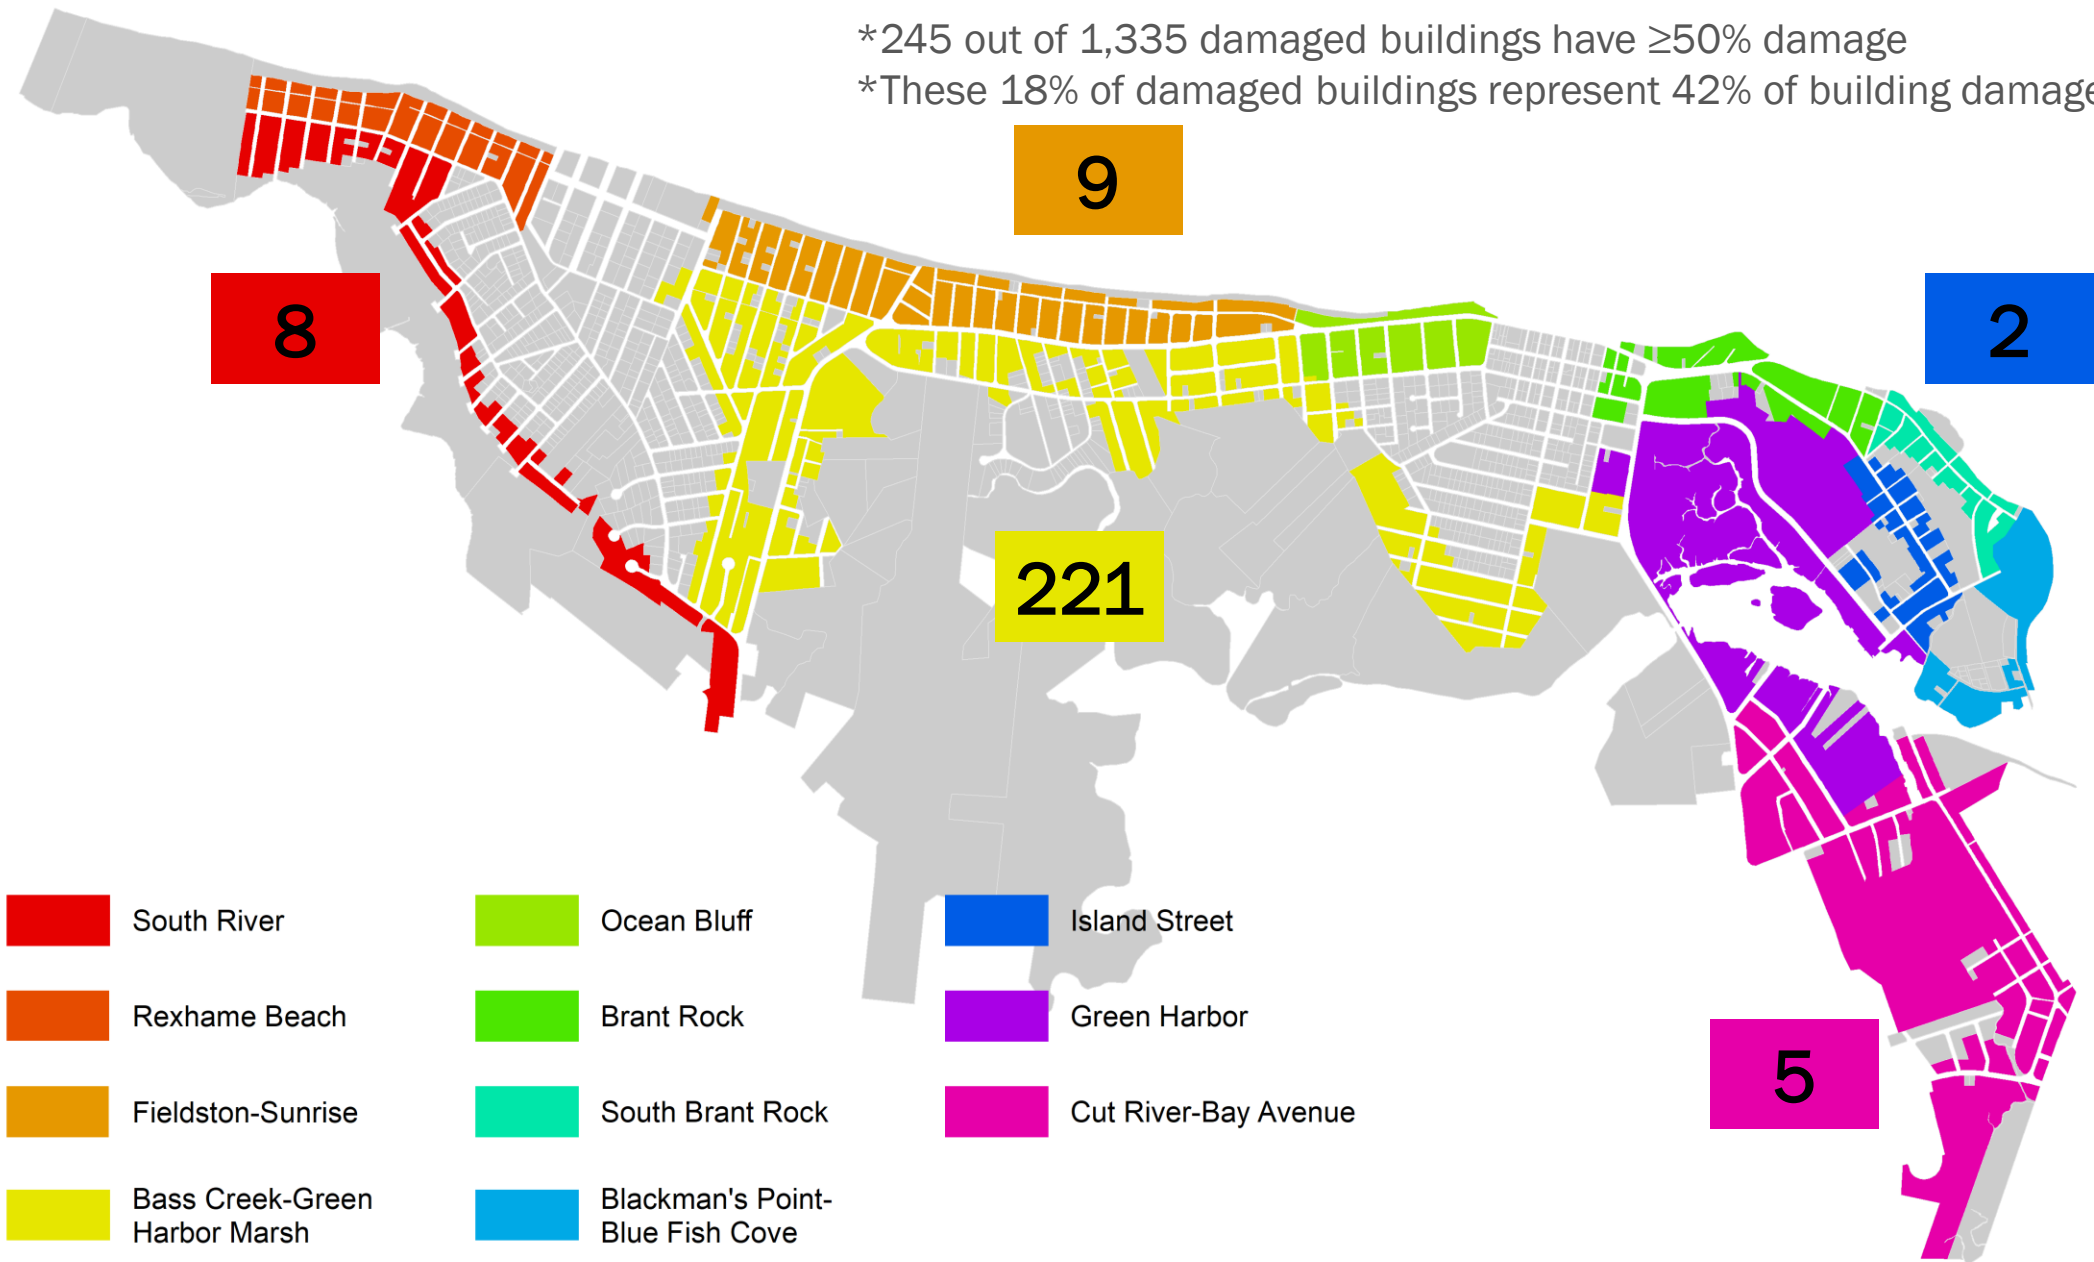 *245 out of 1,335 damaged buildings have ≥50% damage
*These 18% of damaged buildings represent 42% of building damage
9
8
2
221
5
South River
Rexhame Beach
Fieldston-Sunrise
Bass Creek-Green
Harbor Marsh
Ocean Bluff
Brant Rock
South Brant Rock
Blackman's Point-
Blue Fish Cove
Island Street
Green Harbor
Cut River-Bay Avenue